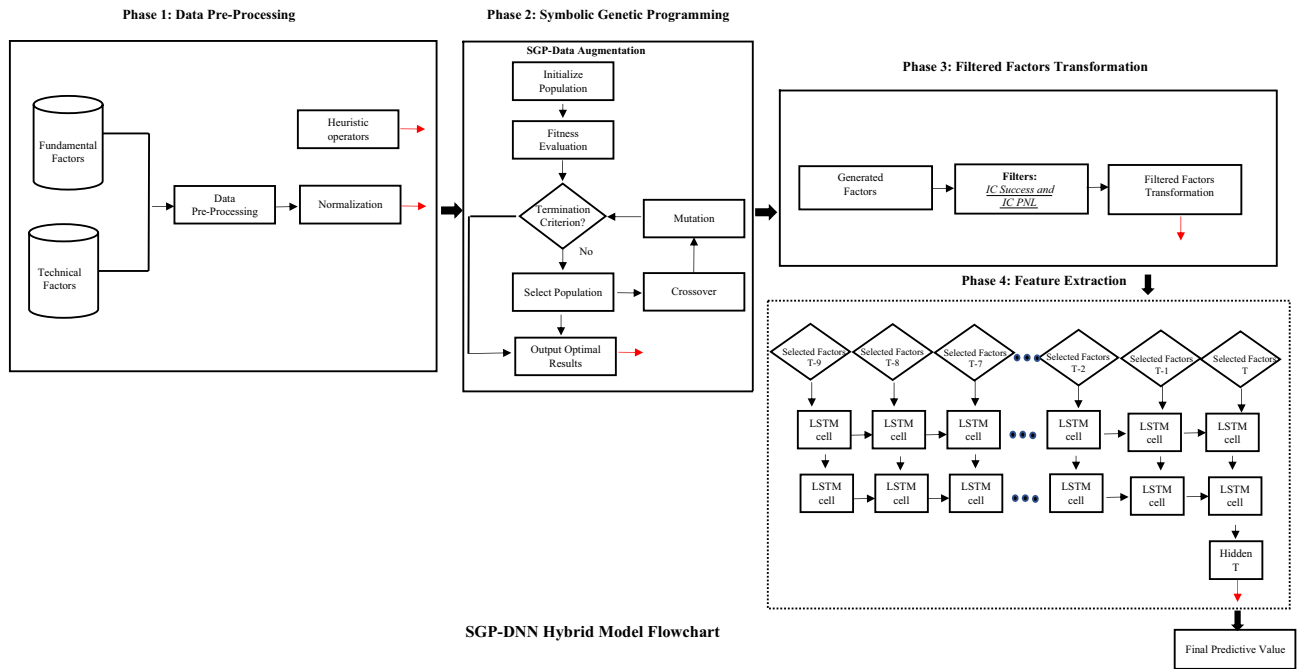 Phase 1: Data Pre-Processing
Fundamental
Factors
Technical
Factors
Data
Pre-Processing
Heuristic
operators
Normalization
Phase 2: Symbolic Genetic Programming
SGP-Data Augmentation
Initialize
Population
Fitness
Evaluation
Termination
Criterion?
No
Mutation
Select Population
Crossover
Output Optimal
Results
Phase 3: Filtered Factors Transformation
Generated
Factors
Filters:
IC Success and
IC PNL
Filtered Factors
Transformation
Phase 4: Feature Extraction
Selected Factors
T-9
Selected Factors
T-8
Selected Factors
T-7
Selected Factors
T-2
Selected Factors
T-1
Selected Factors
T
LSTM
cell
LSTM
cell
LSTM
cell
LSTM
cell
LSTM
cell
LSTM
cell
LSTM
cell
LSTM
cell
LSTM
cell
LSTM
cell
LSTM
cell
LSTM
cell
Hidden
T
Final Predictive Value
SGP-DNN Hybrid Model Flowchart